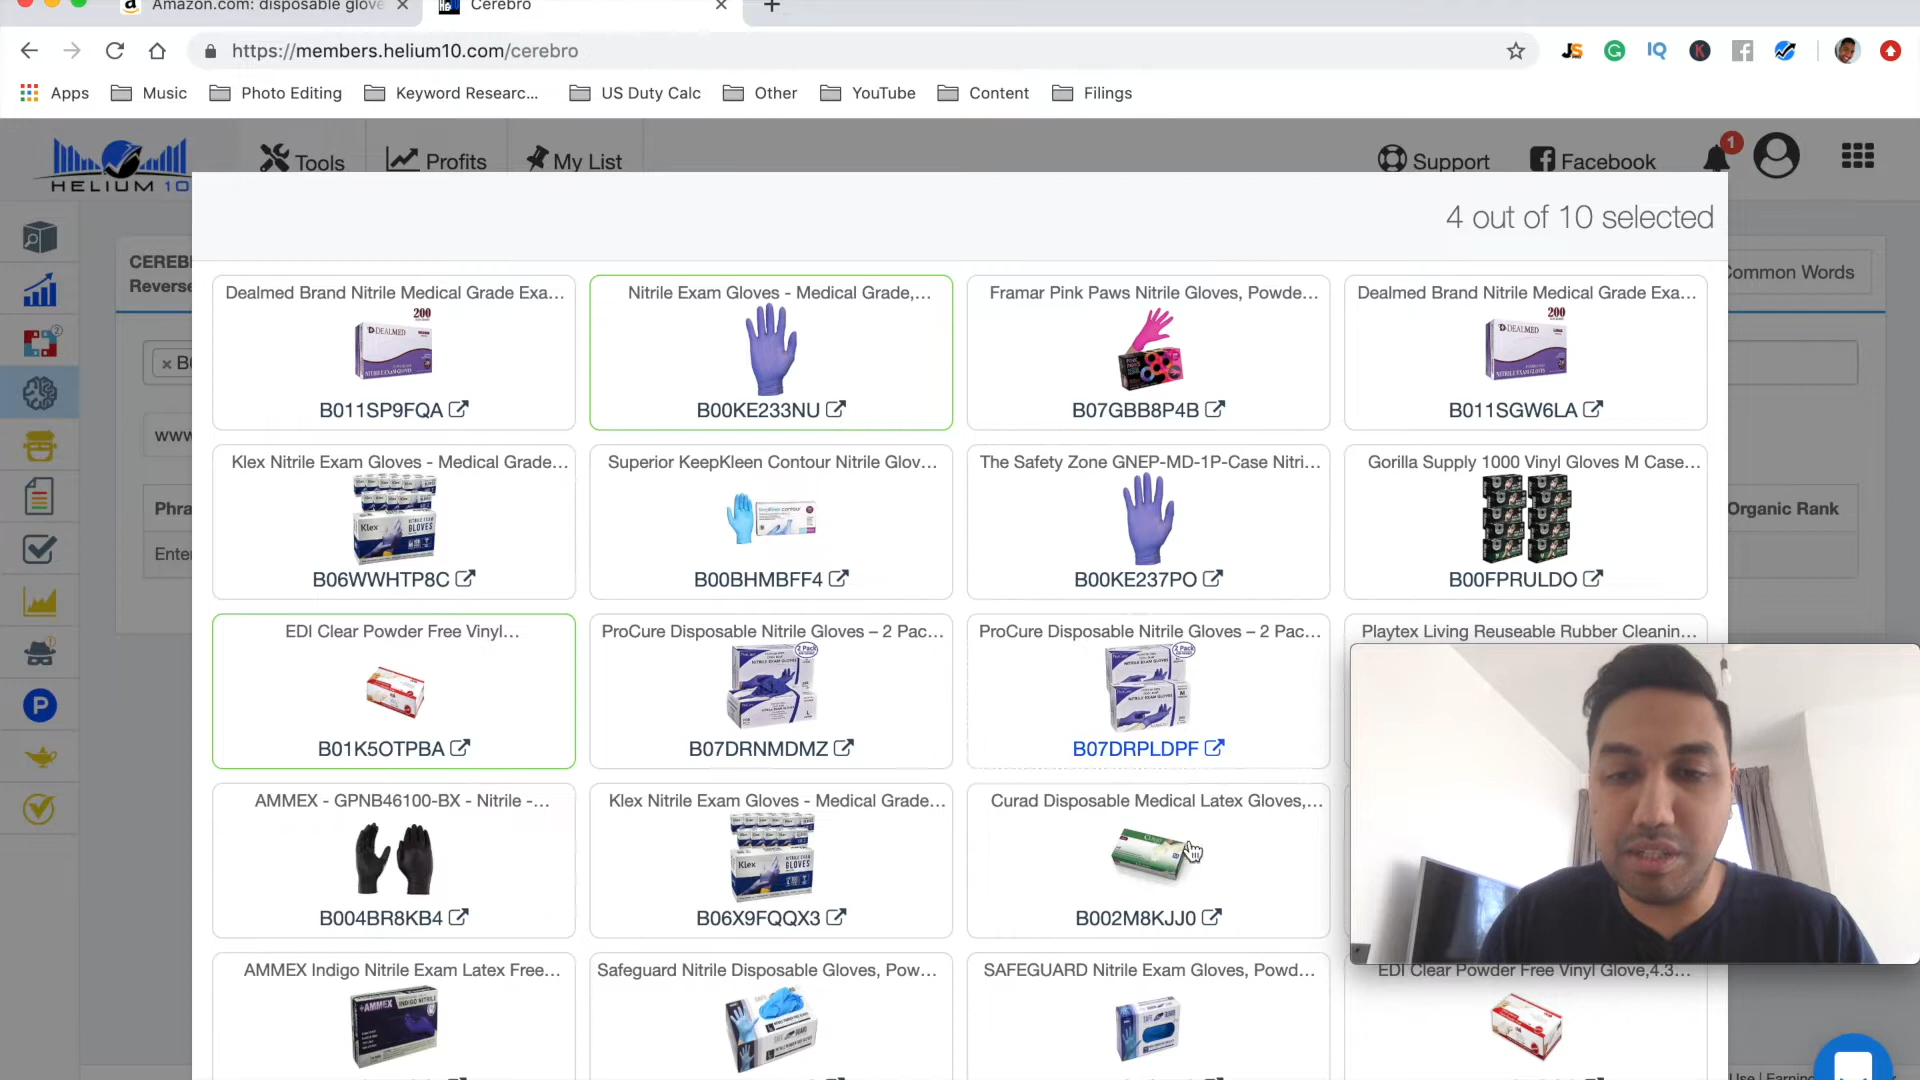 Amazon.com: disposable glove
Cerebro
https://members.helium10.com/cerebro
Apps Music Photo Editing Keyword Researc... US Duty Calc Other YouTube Content Filings
HELIUM 10
Tools Profits My List Support Facebook 1
4 out of 10 selected
CEREB
Reverse
Common Words
Dealmed Brand Nitrile Medical Grade Exa...
Nitrile Exam Gloves - Medical Grade,...
Framar Pink Paws Nitrile Gloves, Powde...
Dealmed Brand Nitrile Medical Grade Exa...
B011SP9FQA
B00KE233NU
B07GBB8P4B
B011SGW6LA
www
Klex Nitrile Exam Gloves - Medical Grade...
Superior KeepKleen Contour Nitrile Glov...
The Safety Zone GNEP-MD-1P-Case Nitri...
Gorilla Supply 1000 Vinyl Gloves M Case...
Phra
Organic Rank
Enter
B06WWHTP8C
B00BHMBFF4
B00KE237PO
B00FPRULDO
EDI Clear Powder Free Vinyl...
ProCure Disposable Nitrile Gloves – 2 Pac...
ProCure Disposable Nitrile Gloves – 2 Pac...
Playtex Living Reuseable Rubber Cleanin...
B01K5OTPBA
B07DRNMDMZ
B07DRPLDPF
AMMEX - GPNB46100-BX - Nitrile -...
Klex Nitrile Exam Gloves - Medical Grade...
Curad Disposable Medical Latex Gloves,...
B004BR8KB4
B06X9FQQX3
B002M8KJJ0
AMMEX Indigo Nitrile Exam Latex Free...
Safeguard Nitrile Disposable Gloves, Pow...
SAFEGUARD Nitrile Exam Gloves, Powd...
EDI Clear Powder Free Vinyl Glove,4.3...